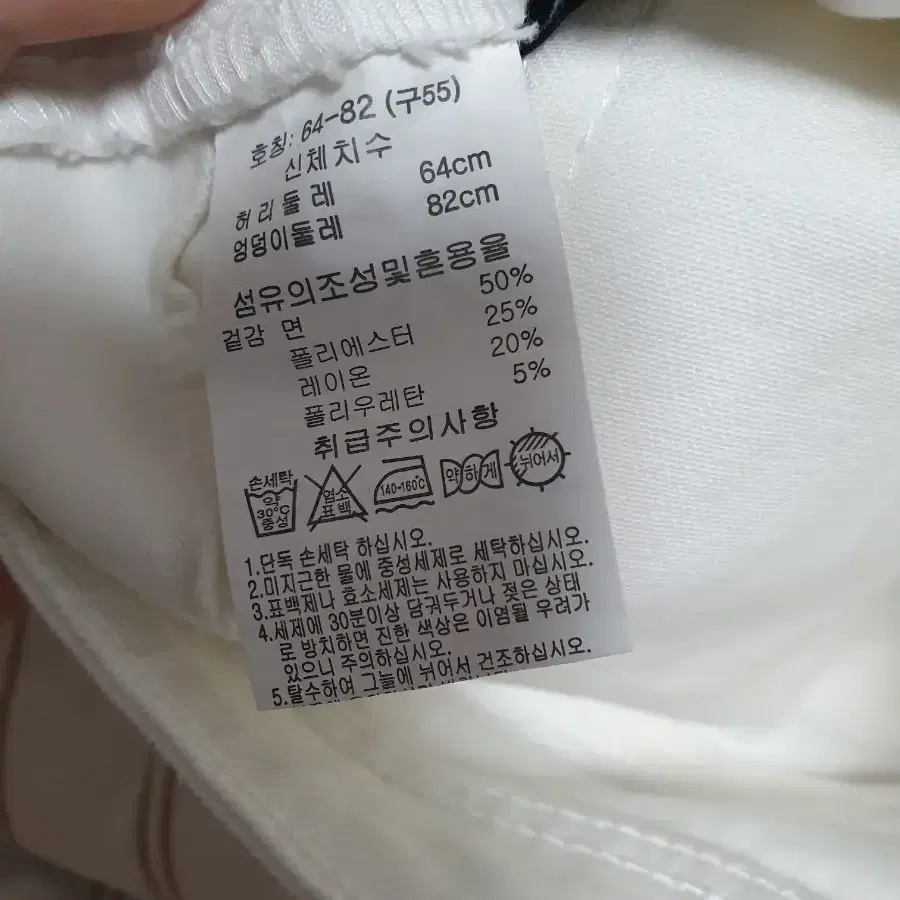 호칭: 64-82 (구55)
신체치수
허리둘레 64cm
엉덩이둘레 82cm
섬유의조성및혼용율
겉감 면 50%
폴리에스터 25%
레이온 20%
폴리우레탄 5%
취급주의사항
손세탁
약 30℃ 중성
염소 표백
140~160℃
약하게
뉘어서
1.단독 손세탁 하십시오.
2.미지근한 물에 중성세제로 세탁하십시오.
3.표백제나 효소세제는 사용하지 마십시오.
4.세제에 30분이상 담궈두거나 젖은 상태
로 방치하면 진한 색상은 이염될 우려가
있으니 주의하십시오.
5.탈수하여 그늘에 뉘어서 건조하십시오.